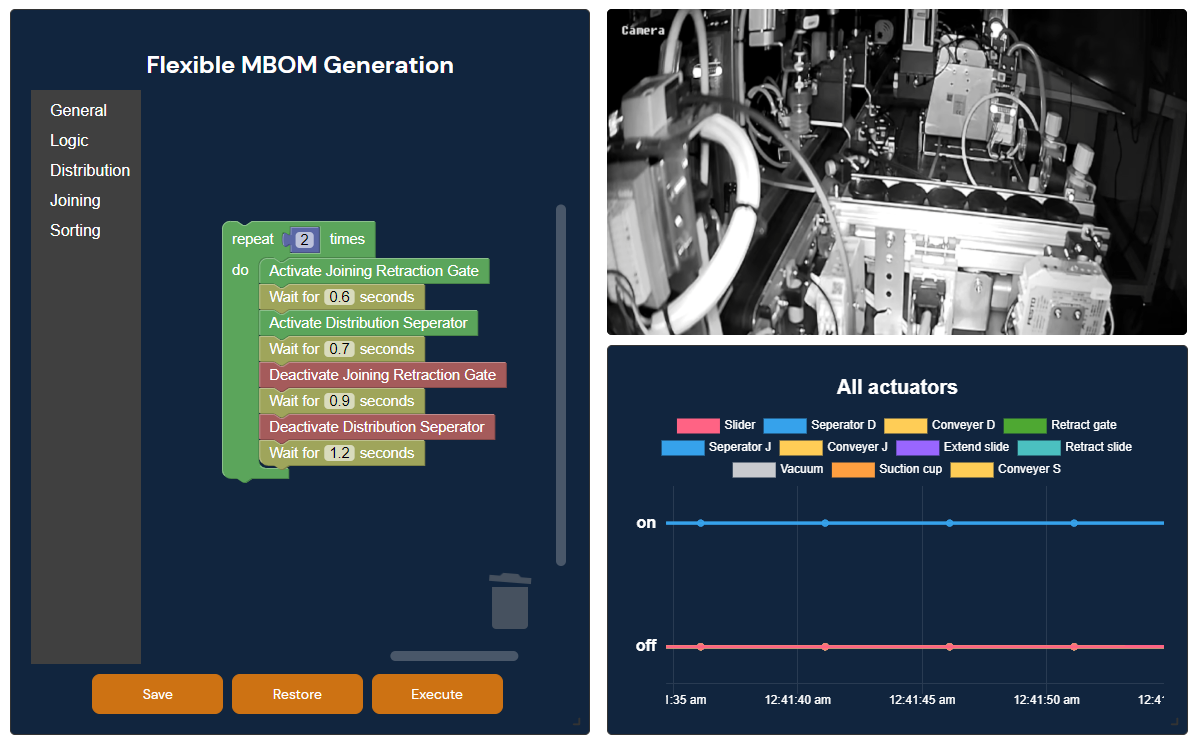 Flexible MBOM Generation
General
Logic
Distribution
Joining
Sorting
repeat 2 times
do Activate Joining Retraction Gate
Wait for 0.6 seconds
Activate Distribution Seperator
Wait for 0.7 seconds
Deactivate Joining Retraction Gate
Wait for 0.9 seconds
Deactivate Distribution Seperator
Wait for 1.2 seconds
Save Restore Execute
Camera
FESTO
All actuators
Slider Seperator D Conveyer D Retract gate
Seperator J Conveyer J Extend slide Retract slide
Vacuum Suction cup Conveyer S
on
off
1:35 am 12:41:40 am 12:41:45 am 12:41:50 am 12:41: